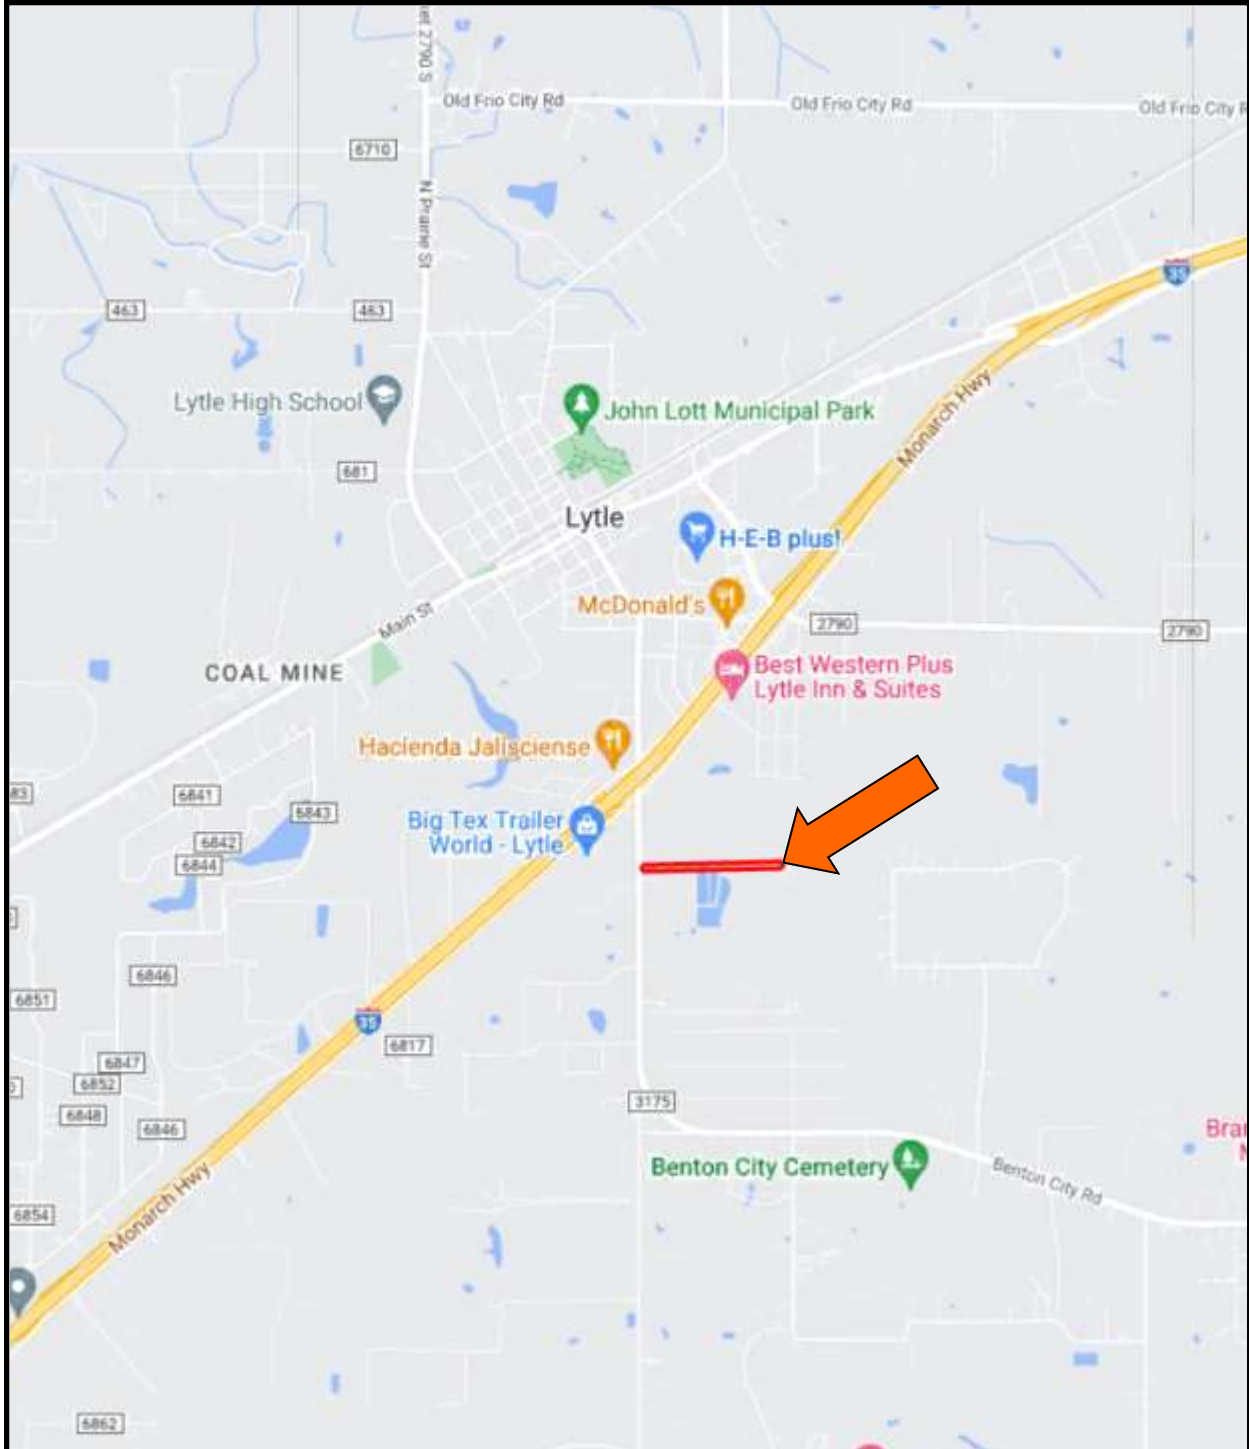 2790 S
Old Frio City Rd
Old Frio City Rd
Old Frio City
6710
N Prairie St
35
463
463
Lytle High School
John Lott Municipal Park
Monarch Hwy
681
Lytle
H-E-B plus!
McDonald's
2790
2790
Main St
COAL MINE
Best Western Plus
Lytle Inn & Suites
Hacienda Jalisciense
6841
6843
Big Tex Trailer
World - Lytle
6842
6844
6846
6851
35
6817
6847
6852
6848
6846
3175
Benton City Cemetery
Benton City Rd
Monarch Hwy
6854
6862